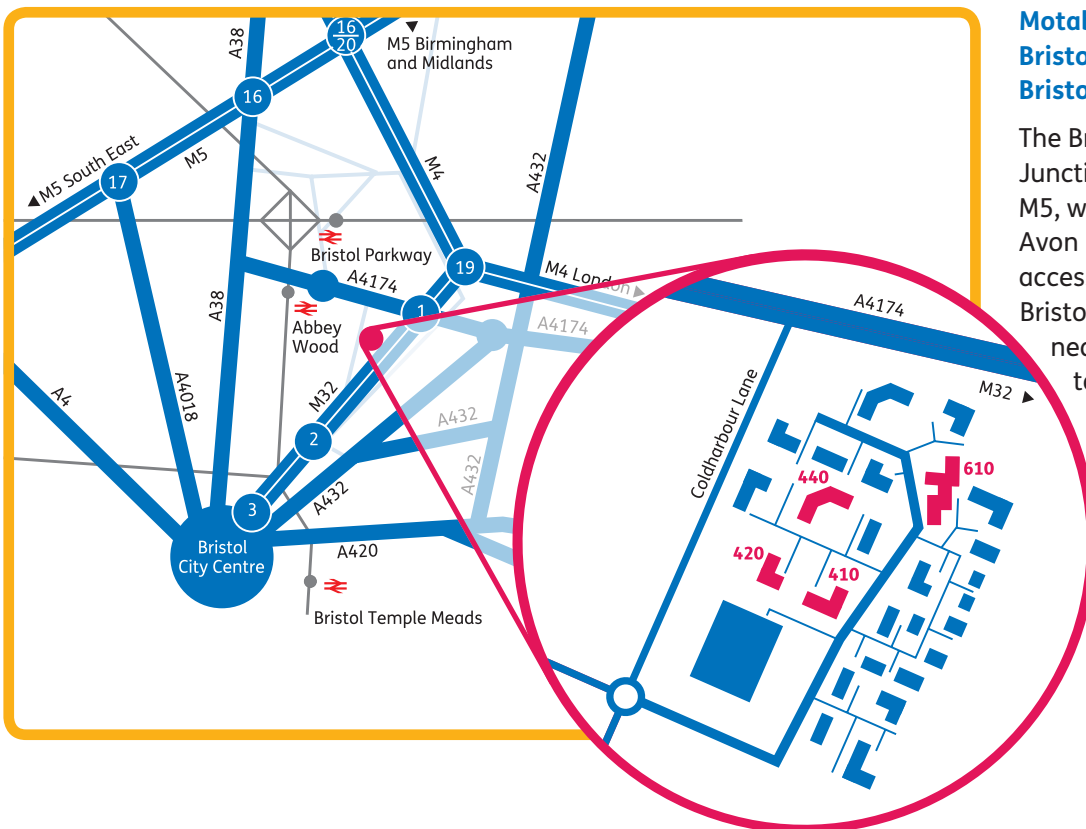 16
20
M5 Birmingham
and Midlands
A38
16
M5 South East
M5
17
M4
A432
Bristol Parkway
A4174
19
M4 London
1
A4174
Abbey
Wood
A38
A4018
A4
M32
2
A432
A432
A432
3
Bristol
City Centre
A420
Bristol Temple Meads
A4174
M32
Coldharbour Lane
610
440
420
410
Bristo
Bristo
The Br
Juncti
M5, w
Avon
acces
Bristo
nec
to